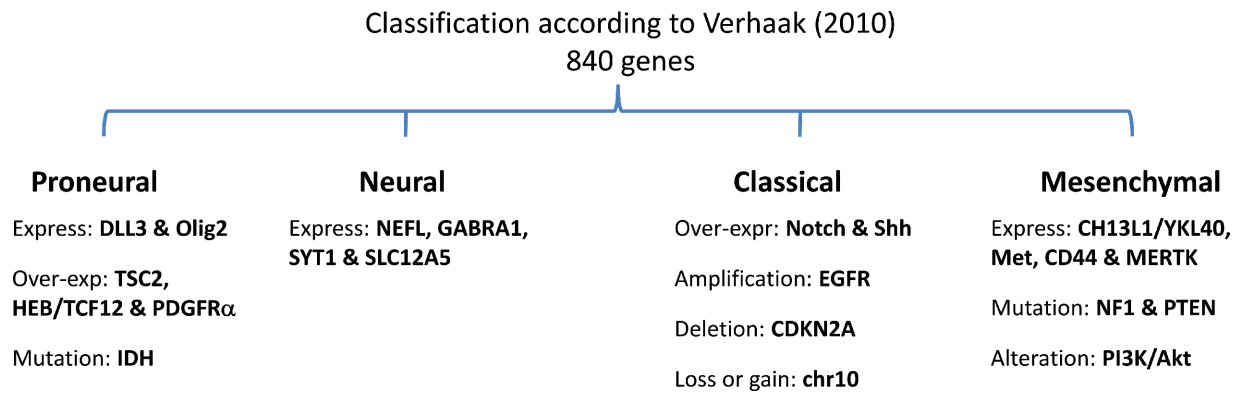 Classification according to Verhaak (2010)
840 genes
Proneural
Express: DLL3 & Olig2
Over-exp: TSC2,
HEB/TCF12 & PDGFRα
Mutation: IDH
Neural
Express: NEFL, GABRA1,
SYT1 & SLC12A5
Classical
Over-expr: Notch & Shh
Amplification: EGFR
Deletion: CDKN2A
Loss or gain: chr10
Mesenchymal
Express: CH13L1/YKL40,
Met, CD44 & MERTK
Mutation: NF1 & PTEN
Alteration: PI3K/Akt